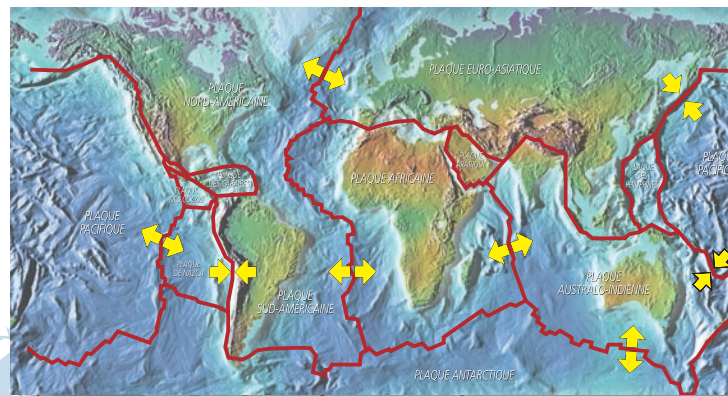 PLAQUE
NORD-AMÉRICAINE
PLAQUE EURO-ASIATIQUE
PLAQUE
DES CARAÏBES
PLAQUE
DES COCOS
PLAQUE AFRICAINE
PLAQUE
ARABIQUE
PLAQUE
DES
PHILIPPINES
PLAQUE
PACIFIQUE
PLAQUE
PACIFIQUE
PLAQUE
DE NAZCA
PLAQUE
SUD-AMÉRICAINE
PLAQUE
AUSTRALO-INDIENNE
PLAQUE ANTARCTIQUE